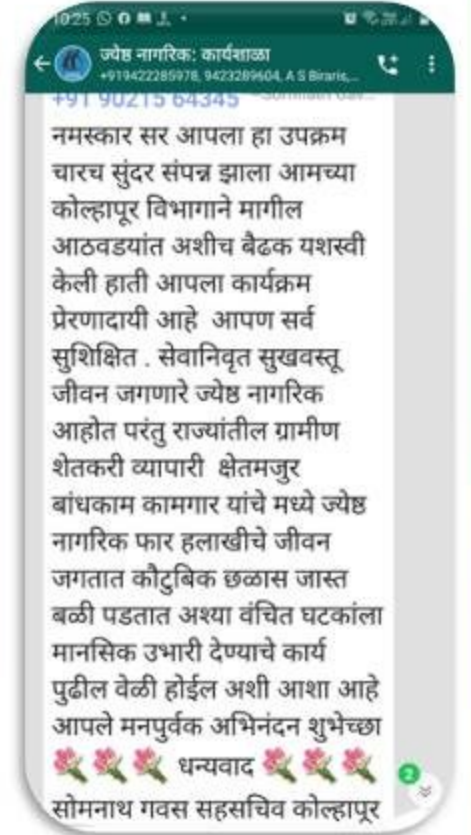 10:25
ज्येष्ठ नागरिक: कार्यशाळा
+919422285978, 9423289604, A S Biraris,...
+91 90215 64345
नमस्कार सर आपला हा उपक्रम
चारच सुंदर संपन्न झाला आमच्या
कोल्हापूर विभागाने मागील
आठवडयांत अशीच बैढक यशस्वी
केली हाती आपला कार्यक्रम
प्रेरणादायी आहे आपण सर्व
सुशिक्षित . सेवानिवृत सुखवस्तू
जीवन जगणारे ज्येष्ठ नागरिक
आहोत परंतु राज्यांतील ग्रामीण
शेतकरी व्यापारी क्षेतमजुर
बांधकाम कामगार यांचे मध्ये ज्येष्ठ
नागरिक फार हलाखीचे जीवन
जगतात कौटुबिक छळास जास्त
बळी पडतात अश्या वंचित घटकांला
मानसिक उभारी देण्याचे कार्य
पुढील वेळी होईल अशी आशा आहे
आपले मनपुर्वक अभिनंदन शुभेच्छा
💐 💐 💐 धन्यवाद 💐 💐 💐
2
सोमनाथ गवस सहसचिव कोल्हापूर